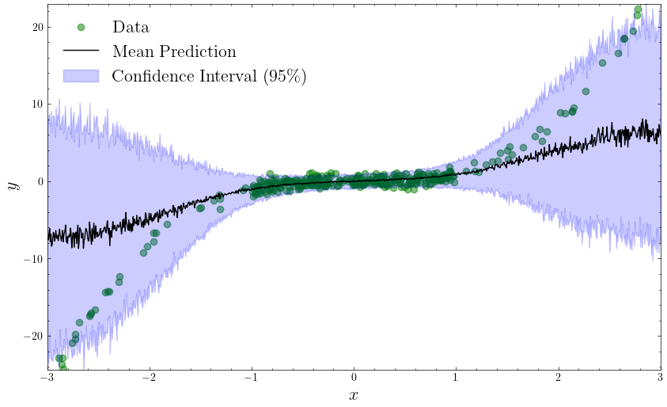 Data
Mean Prediction
Confidence Interval (95%)
20
10
0
−10
−20
y
−3 −2 −1 0 1 2 3
x